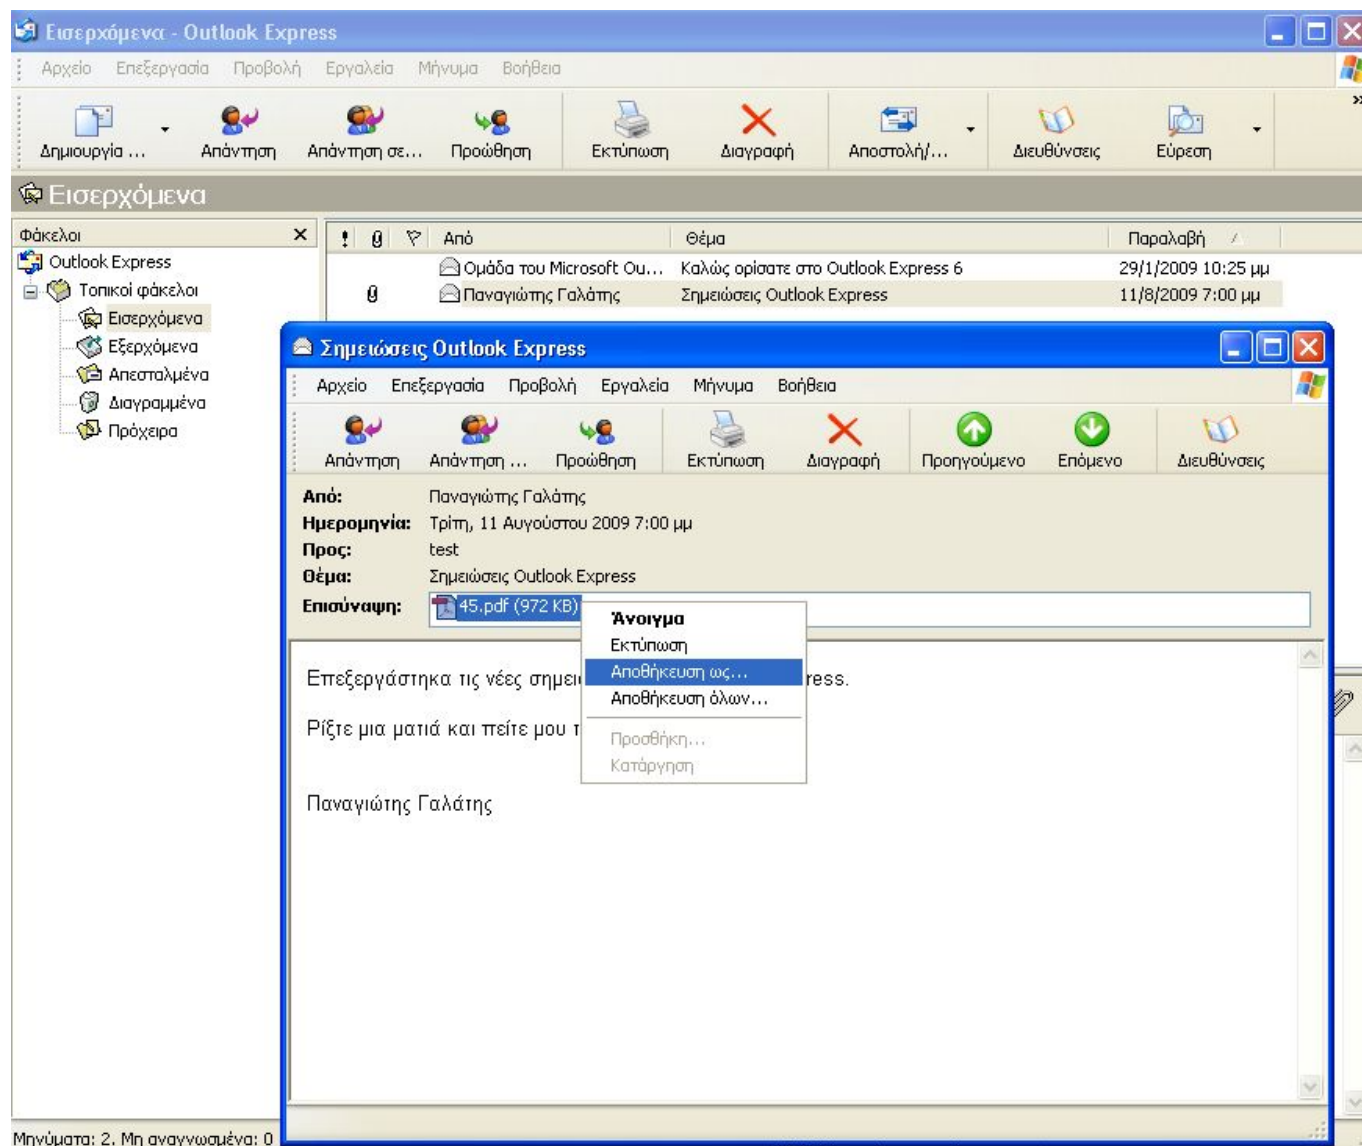 Εισερχόμενα - Outlook Express
Αρχείο Επεξεργασία Προβολή Εργαλεία Μήνυμα Βοήθεια
Δημιουργία ... Απάντηση Απάντηση σε... Προώθηση Εκτύπωση Διαγραφή Αποστολή/... Διευθύνσεις Εύρεση
Εισερχόμενα
Φάκελοι
Outlook Express
Τοπικοί φάκελοι
Εισερχόμενα
Εξερχόμενα
Απεσταλμένα
Διαγραμμένα
Πρόχειρα
Από Θέμα Παραλαβή
Ομάδα του Microsoft Ou... Καλώς ορίσατε στο Outlook Express 6 29/1/2009 10:25 μμ
Παναγιώτης Γαλάτης Σημειώσεις Outlook Express 11/8/2009 7:00 μμ
Σημειώσεις Outlook Express
Αρχείο Επεξεργασία Προβολή Εργαλεία Μήνυμα Βοήθεια
Απάντηση Απάντηση ... Προώθηση Εκτύπωση Διαγραφή Προηγούμενο Επόμενο Διευθύνσεις
Από: Παναγιώτης Γαλάτης
Ημερομηνία: Τρίτη, 11 Αυγούστου 2009 7:00 μμ
Προς: test
Θέμα: Σημειώσεις Outlook Express
Επισύναψη: 45.pdf (972 KB)
Άνοιγμα
Εκτύπωση
Αποθήκευση ως...
Αποθήκευση όλων...
Προσθήκη...
Κατάργηση
Επεξεργάστηκα τις νέες
Ρίξτε μια ματιά και πείτε μου
Παναγιώτης Γαλάτης
Μηνύματα: 2, Μη αναγνωσμένα: 0